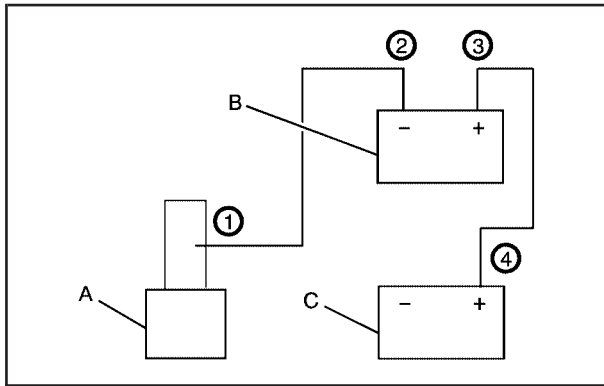 ② ③
B
− +
①
④
A
C
− +